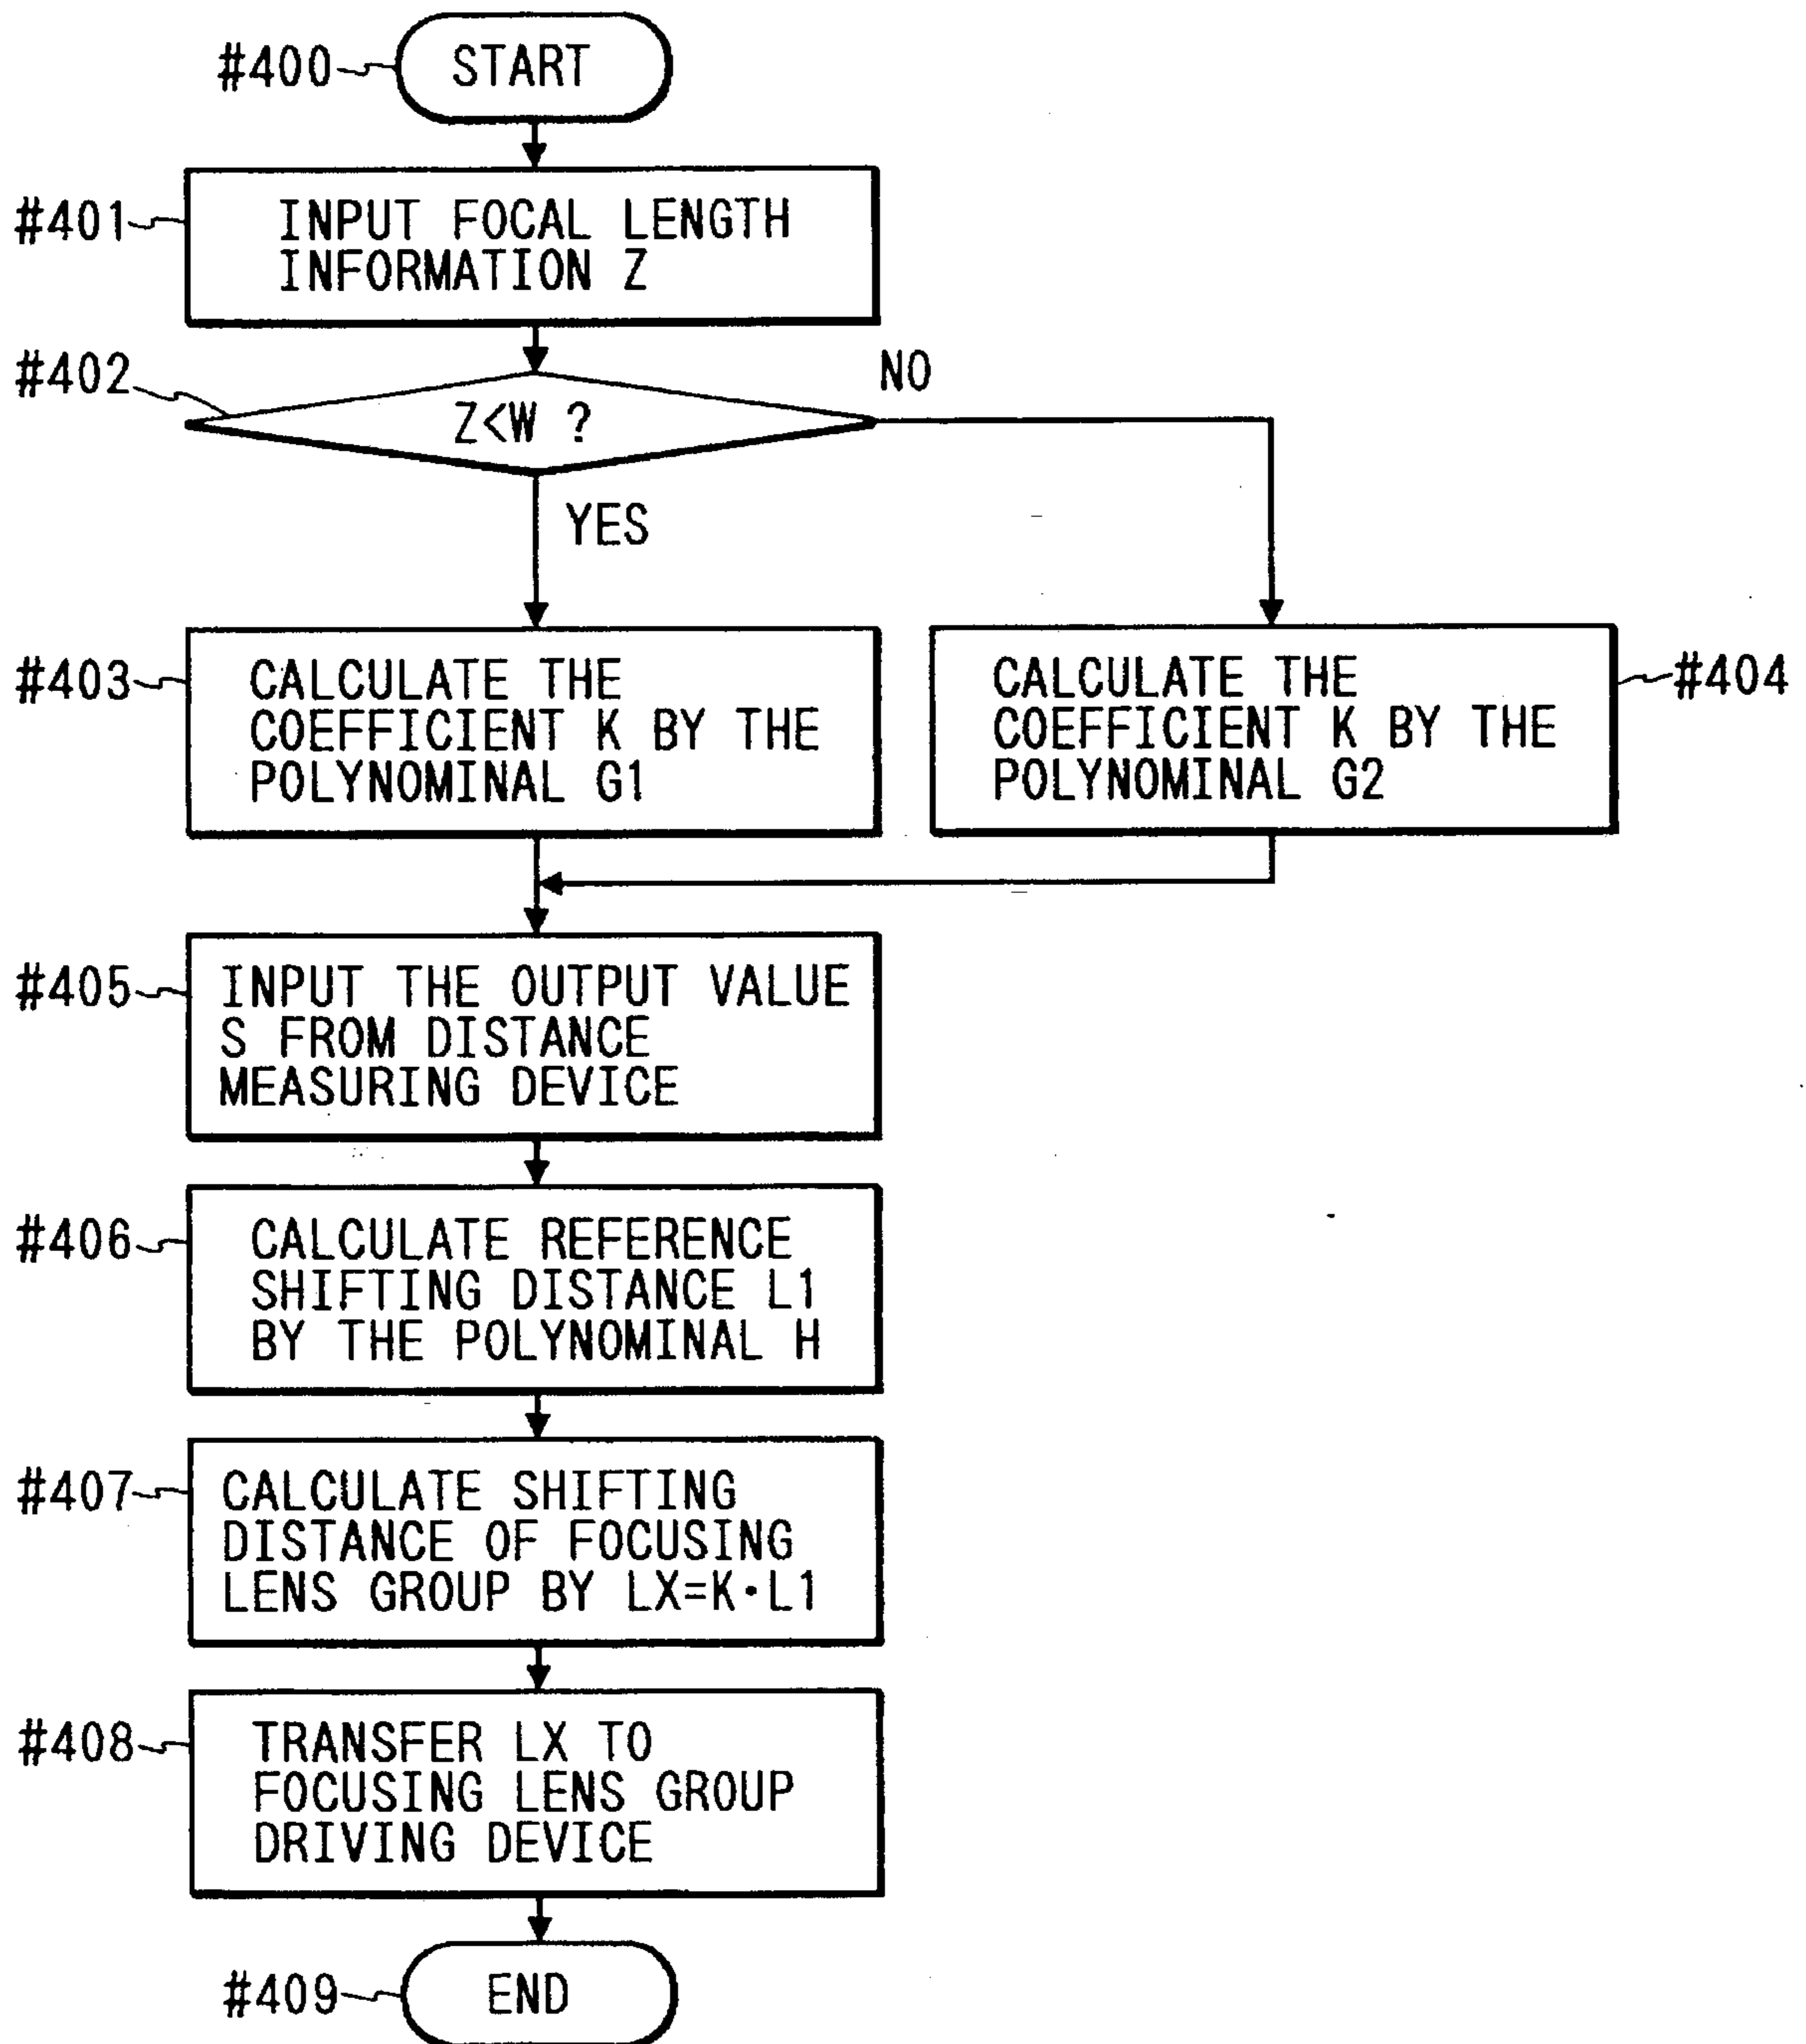 #400
START
#401
INPUT FOCAL LENGTH
INFORMATION Z
#402
Z<W ?
NO
YES
#403
CALCULATE THE
COEFFICIENT K BY THE
POLYNOMINAL G1
CALCULATE THE
COEFFICIENT K BY THE
POLYNOMINAL G2
#404
#405
INPUT THE OUTPUT VALUE
S FROM DISTANCE
MEASURING DEVICE
#406
CALCULATE REFERENCE
SHIFTING DISTANCE L1
BY THE POLYNOMINAL H
#407
CALCULATE SHIFTING
DISTANCE OF FOCUSING
LENS GROUP BY LX=K·L1
#408
TRANSFER LX TO
FOCUSING LENS GROUP
DRIVING DEVICE
#409
END